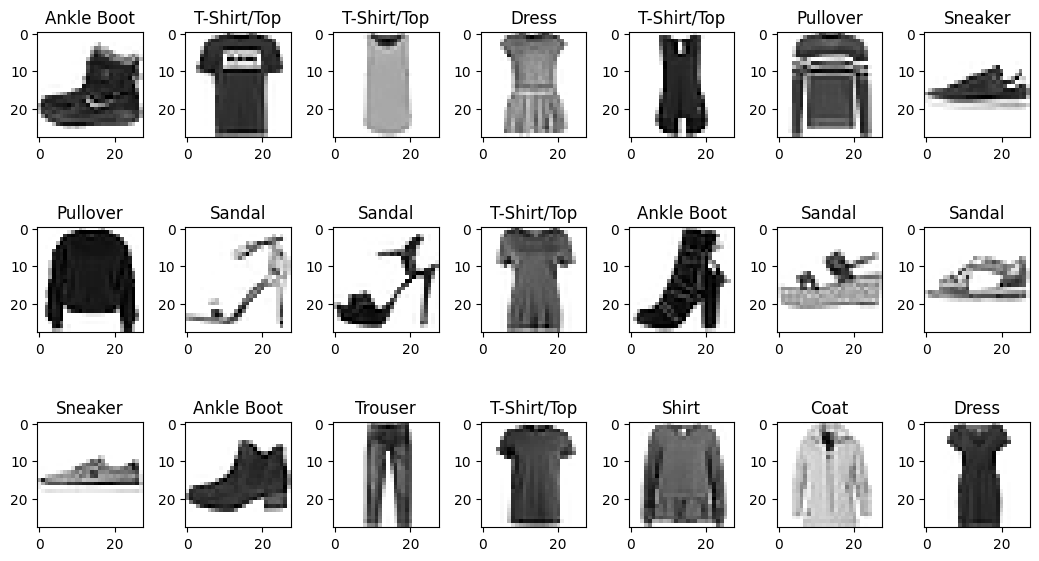 Ankle Boot T-Shirt/Top T-Shirt/Top Dress T-Shirt/Top Pullover Sneaker
0 0 0 0 0 0 0
10 10 10 10 10 10 10
20 20 20 20 20 20 20
0 20 0 20 0 20 0 20 0 20 0 20 0 20
Pullover Sandal Sandal T-Shirt/Top Ankle Boot Sandal Sandal
0 0 0 0 0 0 0
10 10 10 10 10 10 10
20 20 20 20 20 20 20
0 20 0 20 0 20 0 20 0 20 0 20 0 20
Sneaker Ankle Boot Trouser T-Shirt/Top Shirt Coat Dress
0 0 0 0 0 0 0
10 10 10 10 10 10 10
20 20 20 20 20 20 20
0 20 0 20 0 20 0 20 0 20 0 20 0 20